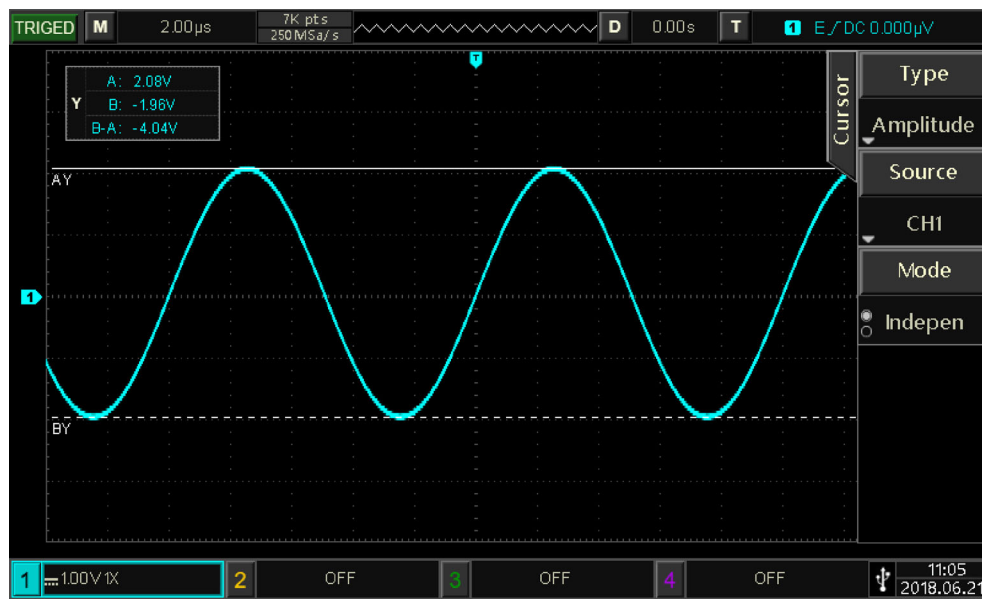 TRIGED M 2.00μs 7K pts D 0.00s T 1 E DC 0.000μV
250MSa/s
T
A: 2.08V
Y B: -1.96V
B-A: -4.04V
Cursor
Type
Amplitude
Source
CH1
Mode
Indepen
AY
1
BY
1 1.00V 1X 2 OFF 3 OFF 4 OFF 11:05
2018.06.21